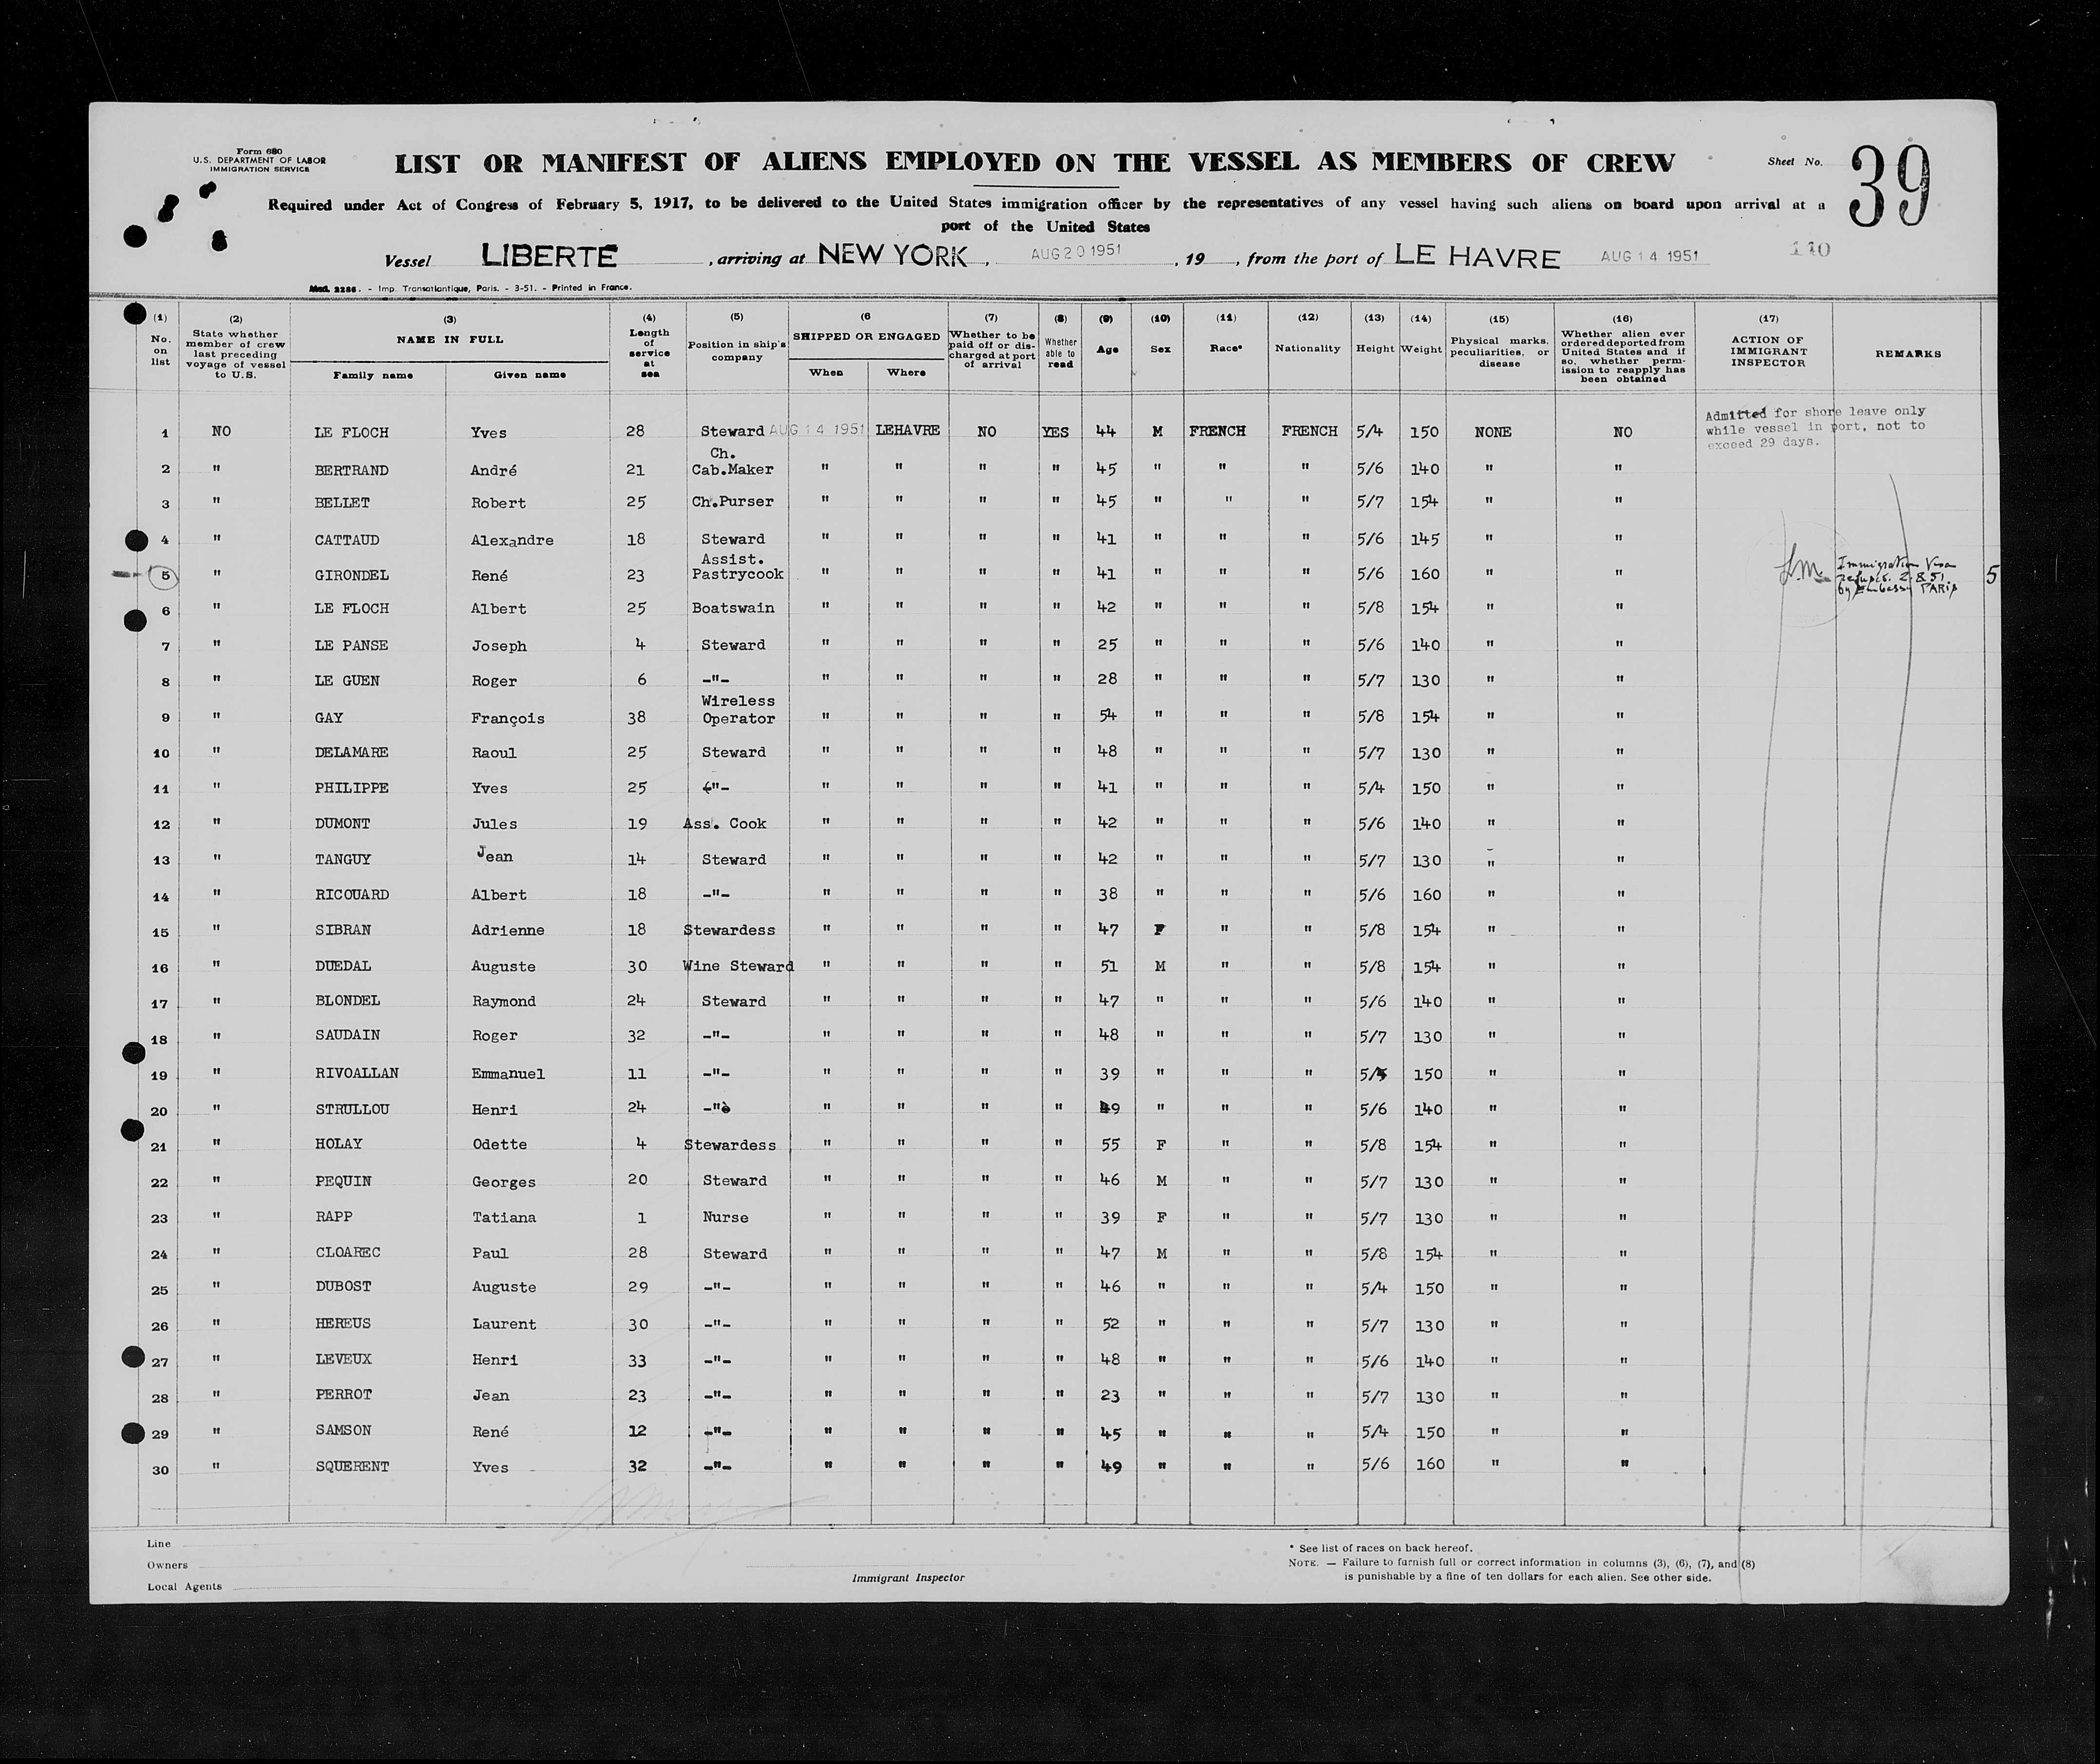 Form 680
U.S. DEPARTMENT OF LABOR
IMMIGRATION SERVICE
LIST OR MANIFEST OF ALIENS EMPLOYED ON THE VESSEL AS MEMBERS OF CREW
Sheet No. 39
Required under Act of Congress of February 5, 1917, to be delivered to the United States immigration officer by the representatives of any vessel having such aliens on board upon arrival at a
port of the United States
Vessel LIBERTE , arriving at NEW YORK , AUG 20 1951 , 19 , from the port of LE HAVRE AUG 14 1951 110
Mod. 2286. - Imp. Transatlantique, Paris. - 3-51. - Printed in France.
(1) No. on list
(2) State whether member of crew last preceding voyage of vessel to U.S.
(3) NAME IN FULL Family name Given name
(4) Length of service at sea
(5) Position in ship's company
(6 SHIPPED OR ENGAGED When Where
(7) Whether to be paid off or discharged at port of arrival
(8) Whether able to read
(9) Age
(10) Sex
(11) Race*
(12) Nationality
(13) Height
(14) Weight
(15) Physical marks, peculiarities, or disease
(16) Whether alien ever ordered deported from United States and if so, whether permission to reapply has been obtained
(17) ACTION OF IMMIGRANT INSPECTOR
REMARKS
1 NO LE FLOCH Yves 28 Steward AUG 14 1951 LEHAVRE NO YES 44 M FRENCH FRENCH 5/4 150 NONE NO
Admitted for shore leave only
while vessel in port, not to
exceed 29 days.
2 " BERTRAND André 21 Ch. Cab.Maker " " " " 45 " " " 5/6 140 " "
3 " BELLET Robert 25 Ch.Purser " " " " 45 " " " 5/7 154 " "
4 " CATTAUD Alexandre 18 Steward " " " " 41 " " " 5/6 145 " "
5 " GIRONDEL René 23 Assist. Pastrycook " " " " 41 " " " 5/6 160 " " Immigration Visa 5
by Embassy PARIS
6 " LE FLOCH Albert 25 Boatswain " " " " 42 " " " 5/8 154 " "
7 " LE PANSE Joseph 4 Steward " " " " 25 " " " 5/6 140 " "
8 " LE GUEN Roger 6 -"- " " " " 28 " " " 5/7 130 " "
9 " GAY François 38 Wireless Operator " " " " 54 " " " 5/8 154 " "
10 " DELAMARE Raoul 25 Steward " " " " 48 " " " 5/7 130 " "
11 " PHILIPPE Yves 25 -"- " " " " 41 " " " 5/4 150 " "
12 " DUMONT Jules 19 Ass. Cook " " " " 42 " " " 5/6 140 " "
13 " TANGUY Jean 14 Steward " " " " 42 " " " 5/7 130 " "
14 " RICOUARD Albert 18 -"- " " " " 38 " " " 5/6 160 " "
15 " SIBRAN Adrienne 18 Stewardess " " " " 47 F " " 5/8 154 " "
16 " DUEDAL Auguste 30 Wine Steward " " " " 51 M " " 5/8 154 " "
17 " BLONDEL Raymond 24 Steward " " " " 47 " " " 5/6 140 " "
18 " SAUDAIN Roger 32 -"- " " " " 48 " " " 5/7 130 " "
19 " RIVOALLAN Emmanuel 11 -"- " " " " 39 " " " 150 " "
20 " STRULLOU Henri 24 -"è " " " " " " " 5/6 140 " "
21 " HOLAY Odette 4 Stewardess " " " " 55 F " " 5/8 154 " "
22 " PEQUIN Georges 20 Steward " " " " 46 M " " 5/7 130 " "
23 " RAPP Tatiana 1 Nurse " " " " 39 F " " 5/7 130 " "
24 " CLOAREC Paul 28 Steward " " " " 47 M " " 5/8 154 " "
25 " DUBOST Auguste 29 -"- " " " " 46 " " " 5/4 150 " "
26 " HEREUS Laurent 30 -"- " " " " 52 " " " 5/7 130 " "
27 " LEVEUX Henri 33 -"- " " " " 48 " " " 5/6 140 " "
28 " PERROT Jean 23 -"- " " " " 23 " " " 5/7 130 " "
29 " SAMSON René 12 -"- " " " " 45 " " " 5/4 150 " "
30 " SQUERENT Yves 32 -"- " " " " 49 " " " 5/6 160 " "
Line
Owners
Local Agents
Immigrant Inspector
* See list of races on back hereof.
NOTE. — Failure to furnish full or correct information in columns (3), (6), (7), and (8)
is punishable by a fine of ten dollars for each alien. See other side.